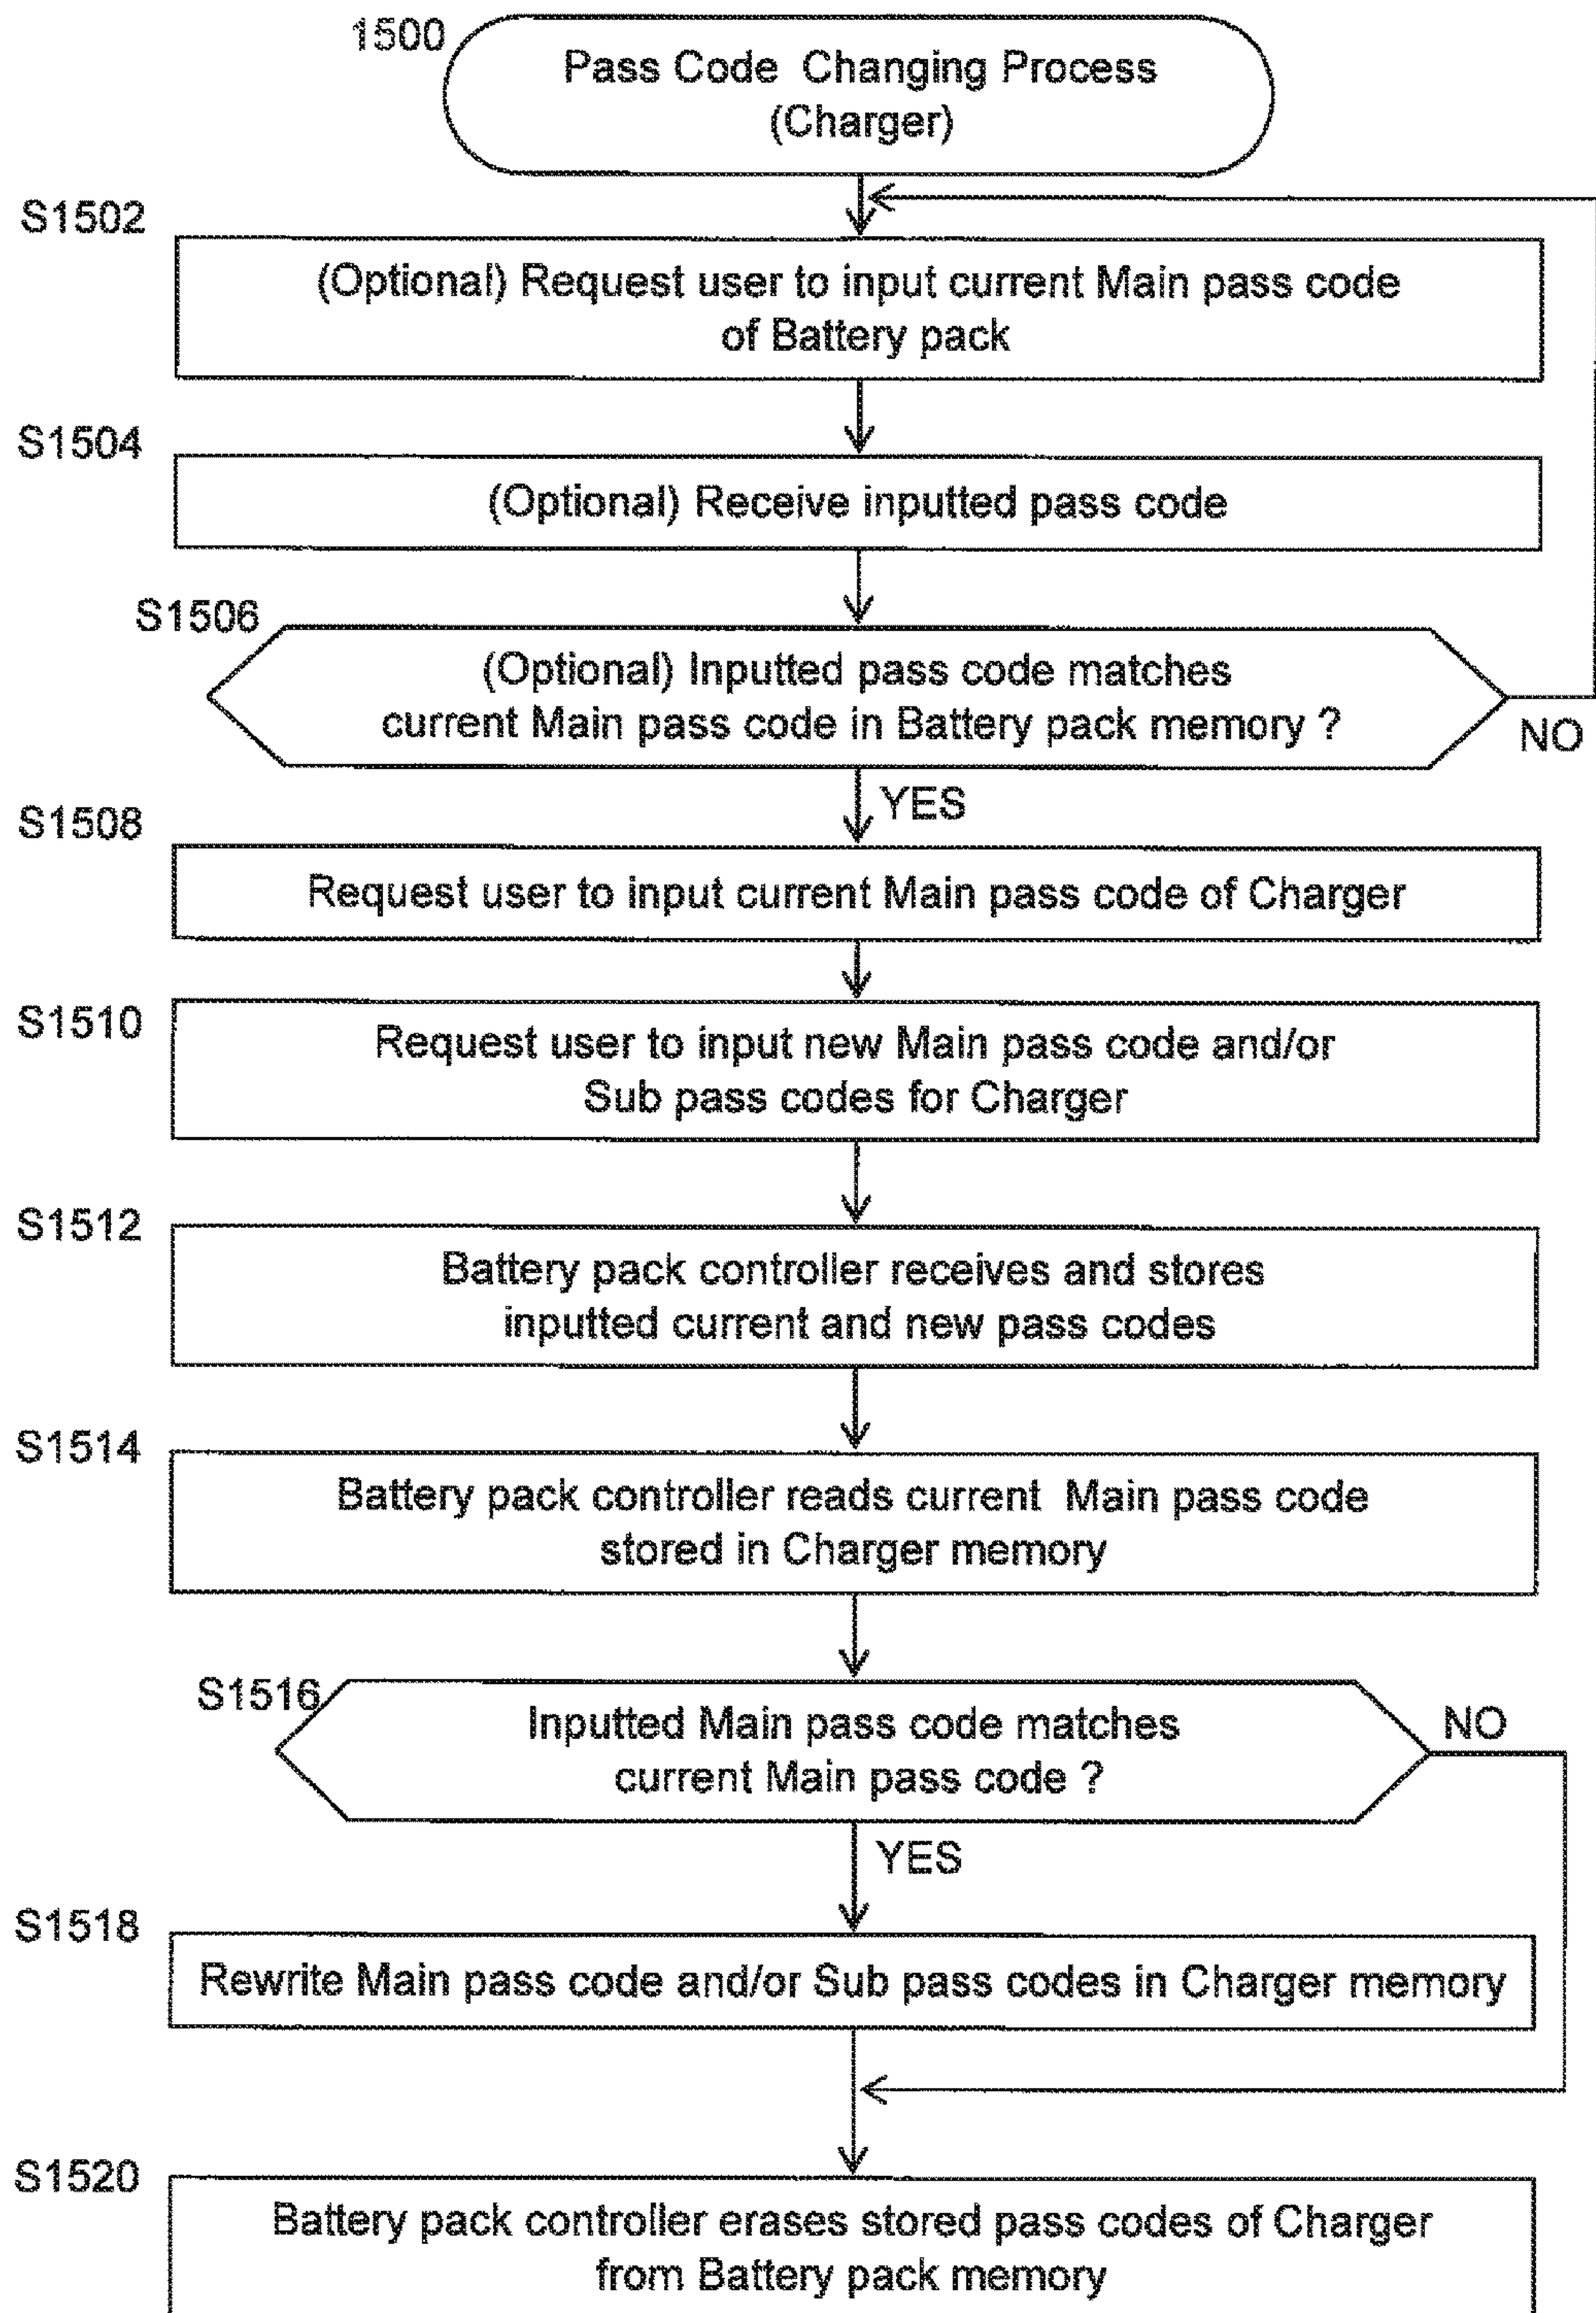 1500
Pass Code Changing Process
(Charger)
S1502
(Optional) Request user to input current Main pass code
of Battery pack
S1504
(Optional) Receive inputted pass code
S1506
(Optional) Inputted pass code matches
current Main pass code in Battery pack memory ?
NO
YES
S1508
Request user to input current Main pass code of Charger
S1510
Request user to input new Main pass code and/or
Sub pass codes for Charger
S1512
Battery pack controller receives and stores
inputted current and new pass codes
S1514
Battery pack controller reads current Main pass code
stored in Charger memory
S1516
Inputted Main pass code matches
current Main pass code ?
NO
YES
S1518
Rewrite Main pass code and/or Sub pass codes in Charger memory
S1520
Battery pack controller erases stored pass codes of Charger
from Battery pack memory